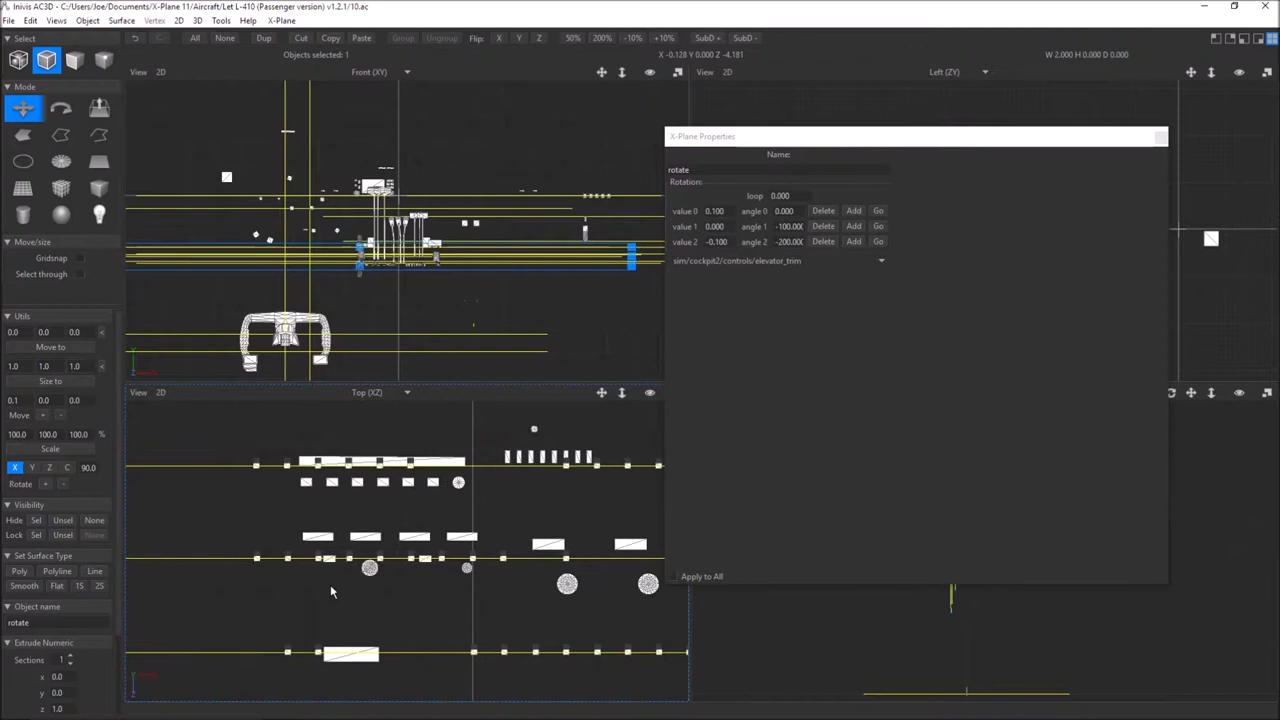 Inivis AC3D - C:/Users/Joe/Documents/X-Plane 11/Aircraft/Let L-410 (Passenger version) v1.2.1/10.ac
File Edit Views Object Surface Vertex 2D 3D Tools Help X-Plane
Select All None Dup Cut Copy Paste Group Ungroup Flip: X Y Z 50% 200% -10% +10% SubD + SubD -
Objects selected: 1 X -0.128 Y 0.000 Z -4.181 W 2.000 H 0.000 D 0.000
View 2D Front (XY) View 2D Left (ZY)
Mode
X-Plane Properties
Name:
rotate
Rotation:
loop 0.000
value 0 0.100 angle 0 0.000 Delete Add Go
value 1 0.000 angle 1 -100.000 Delete Add Go
value 2 -0.100 angle 2 -200.000 Delete Add Go
sim/cockpit2/controls/elevator_trim
Apply to All
Move/size
Gridsnap
Select through
Utils
0.0 0.0 0.0 <
Move to
1.0 1.0 1.0 <
Size to
0.1 0.0 0.0
Move + -
100.0 100.0 100.0 %
Scale
X Y Z C 90.0
Rotate + -
Visibility
Hide Sel Unsel None
Lock Sel Unsel None
Set Surface Type
Poly Polyline Line
Smooth Flat 1S 2S
Object name
rotate
Extrude Numeric
Sections 1
x 0.0
y 0.0
z 1.0
View 2D Top (XZ)